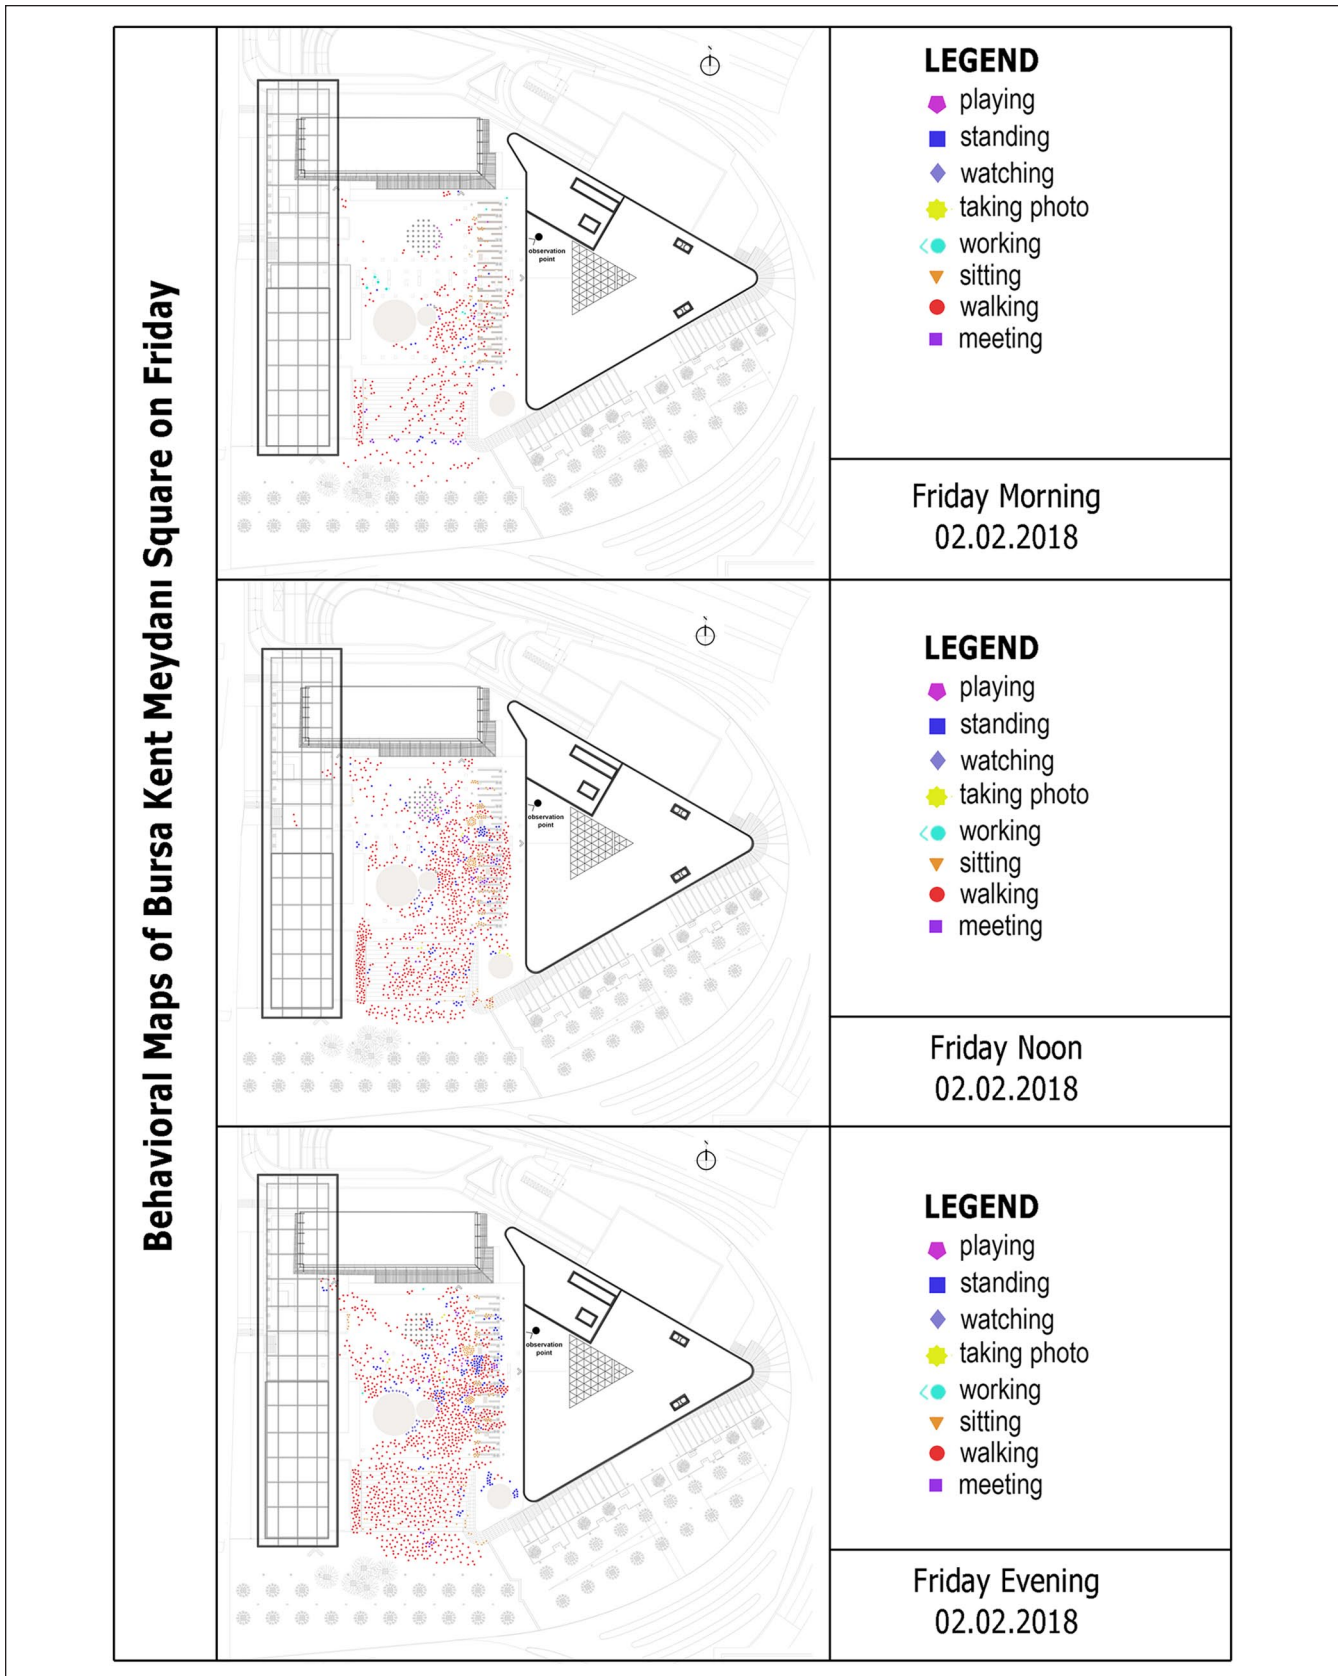 Behavioral Maps of Bursa Kent Meydanı Square on Friday
observation
point
LEGEND
playing
standing
watching
taking photo
working
sitting
walking
meeting
Friday Morning
02.02.2018
observation
point
LEGEND
playing
standing
watching
taking photo
working
sitting
walking
meeting
Friday Noon
02.02.2018
observation
point
LEGEND
playing
standing
watching
taking photo
working
sitting
walking
meeting
Friday Evening
02.02.2018